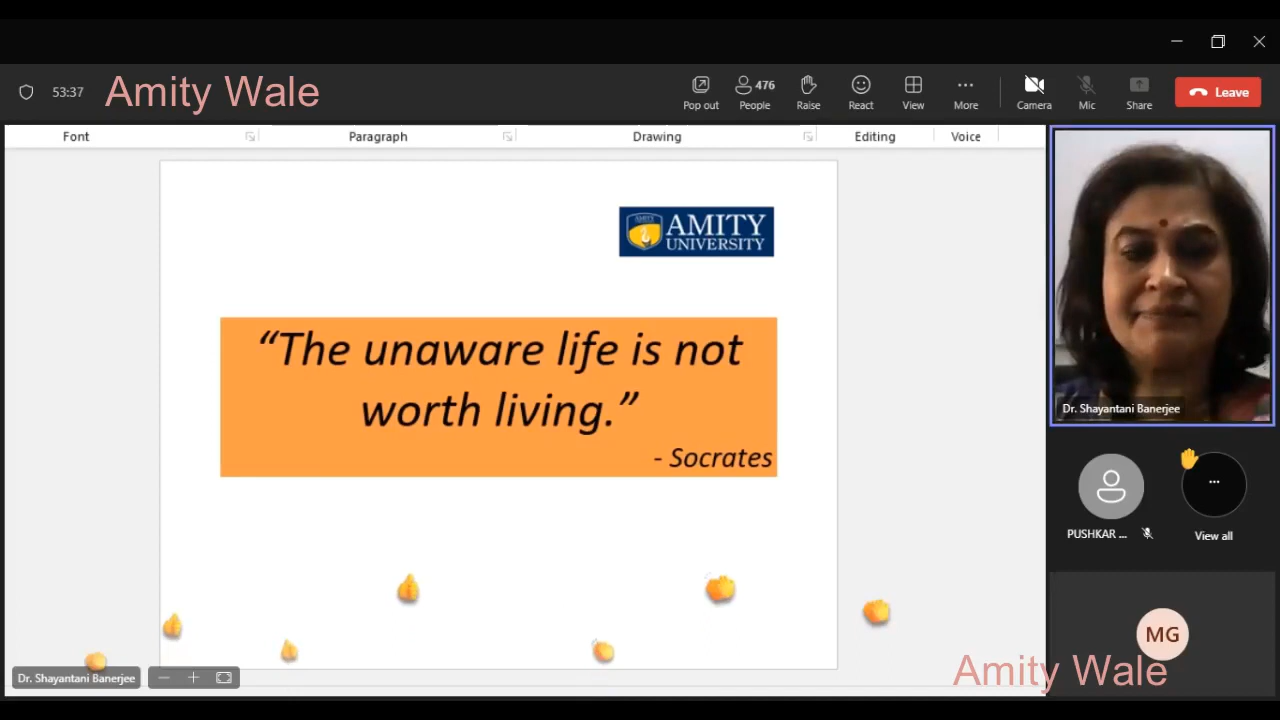 53:37
Amity Wale
476
Pop out People Raise React View More Camera Mic Share Leave
Font Paragraph Drawing Editing Voice
AMITY
AMITY
UNIVERSITY
“The unaware life is not
worth living.”
- Socrates
Dr. Shayantani Banerjee
PUSHKAR ...
View all
MG
Dr. Shayantani Banerjee
Amity Wale